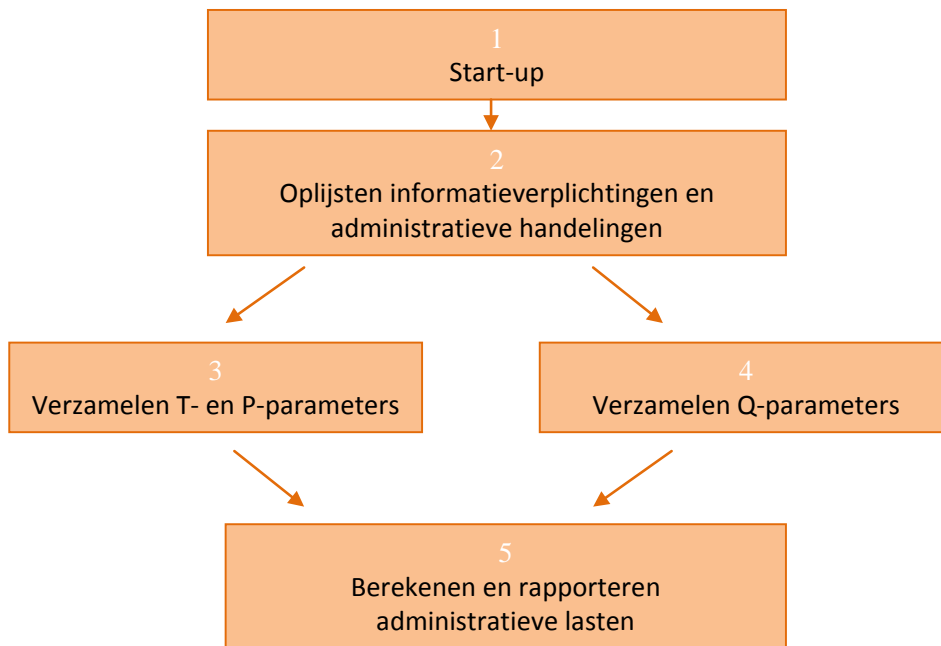 1
Start-up
2
Oplijsten informatieverplichtingen en
administratieve handelingen
3
Verzamelen T- en P-parameters
4
Verzamelen Q-parameters
5
Berekenen en rapporteren
administratieve lasten